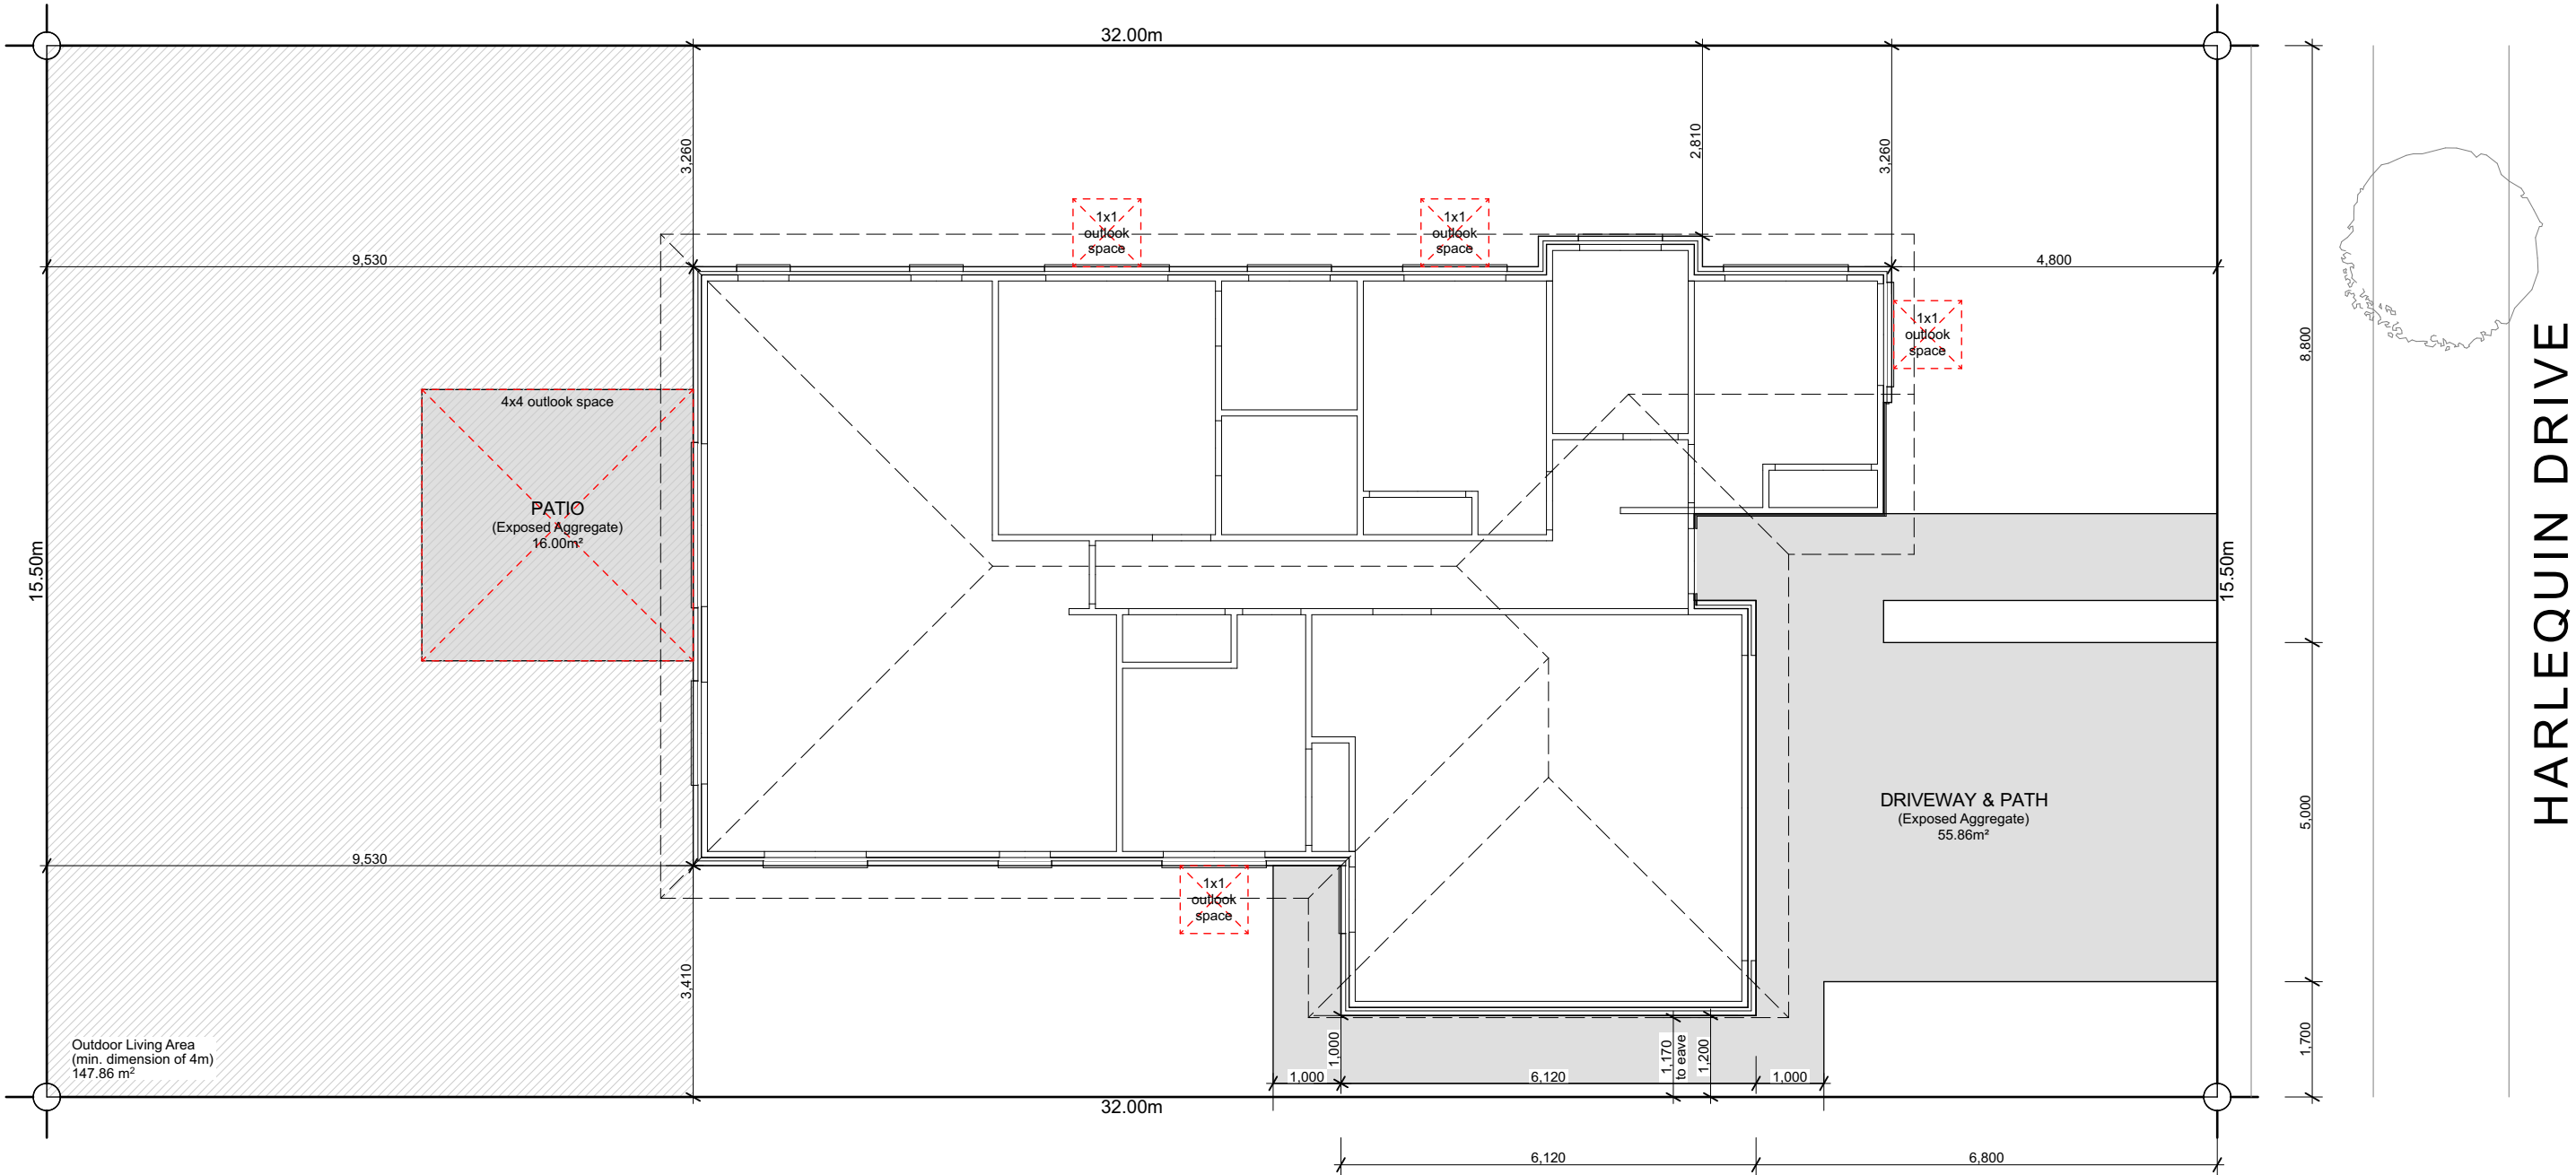 32.00m
3,260
2,810
3,260
1x1
outlook
space
1x1
outlook
space
9,530
4,800
1x1
outlook
space
8,800
HARLEQUIN DRIVE
4x4 outlook space
PATIO
(Exposed Aggregate)
16.00m²
15.50m
15.50m
DRIVEWAY & PATH
(Exposed Aggregate)
55.86m²
5,000
9,530
1x1
outlook
space
3,410
Outdoor Living Area
(min. dimension of 4m)
147.86 m²
1,000
1,170
to eave
1,200
1,700
1,000
6,120
1,000
32.00m
6,120
6,800